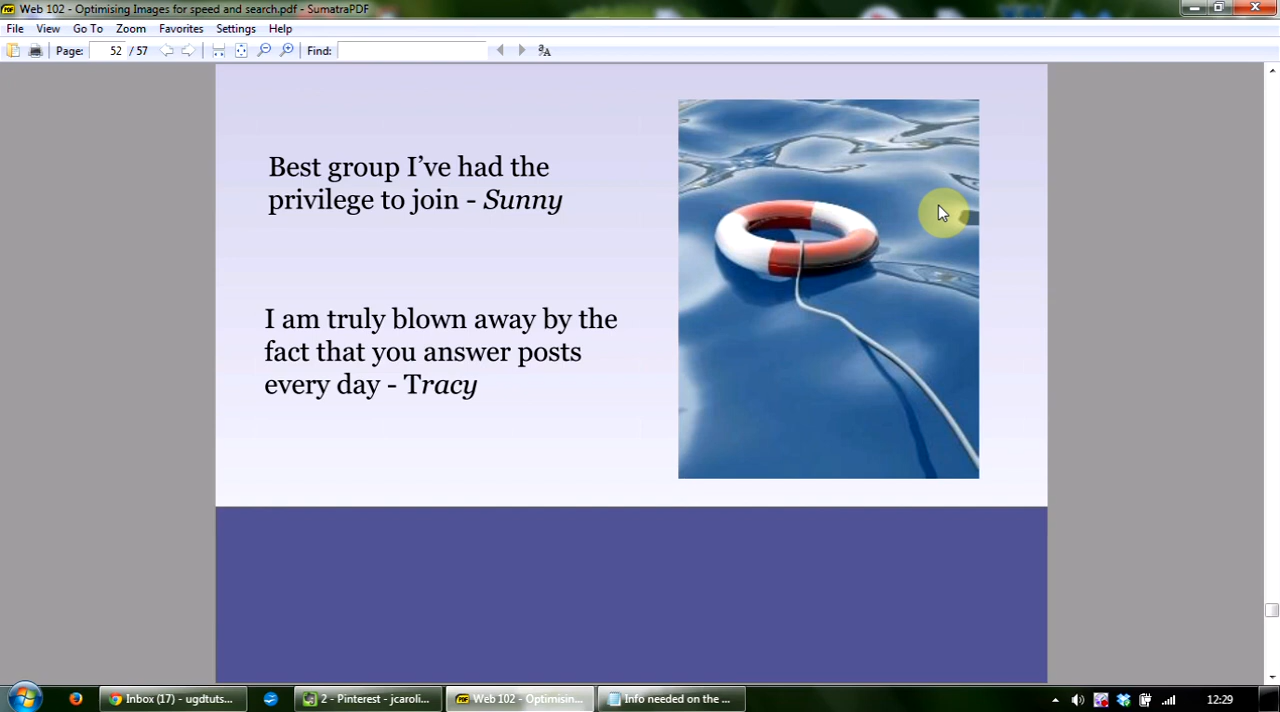 Web 102 - Optimising Images for speed and search.pdf - SumatraPDF
File View Go To Zoom Favorites Settings Help
Page: 52 / 57 Find:
Best group I've had the
privilege to join - Sunny
I am truly blown away by the
fact that you answer posts
every day - Tracy
Inbox (17) - ugdtuts... 2 - Pinterest - jcaroli... Web 102 - Optimisin... Info needed on the ... 12:29